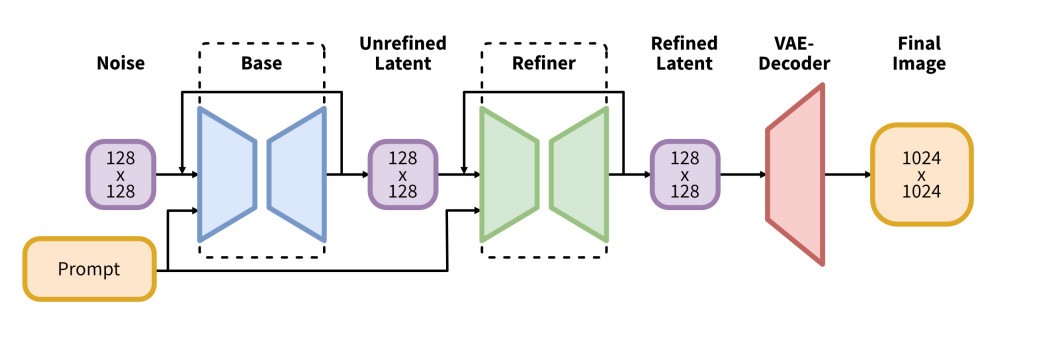 Noise
Base
Unrefined
Latent
Refiner
Refined
Latent
VAE-
Decoder
Final
Image
128
x
128
128
x
128
128
x
128
1024
x
1024
Prompt